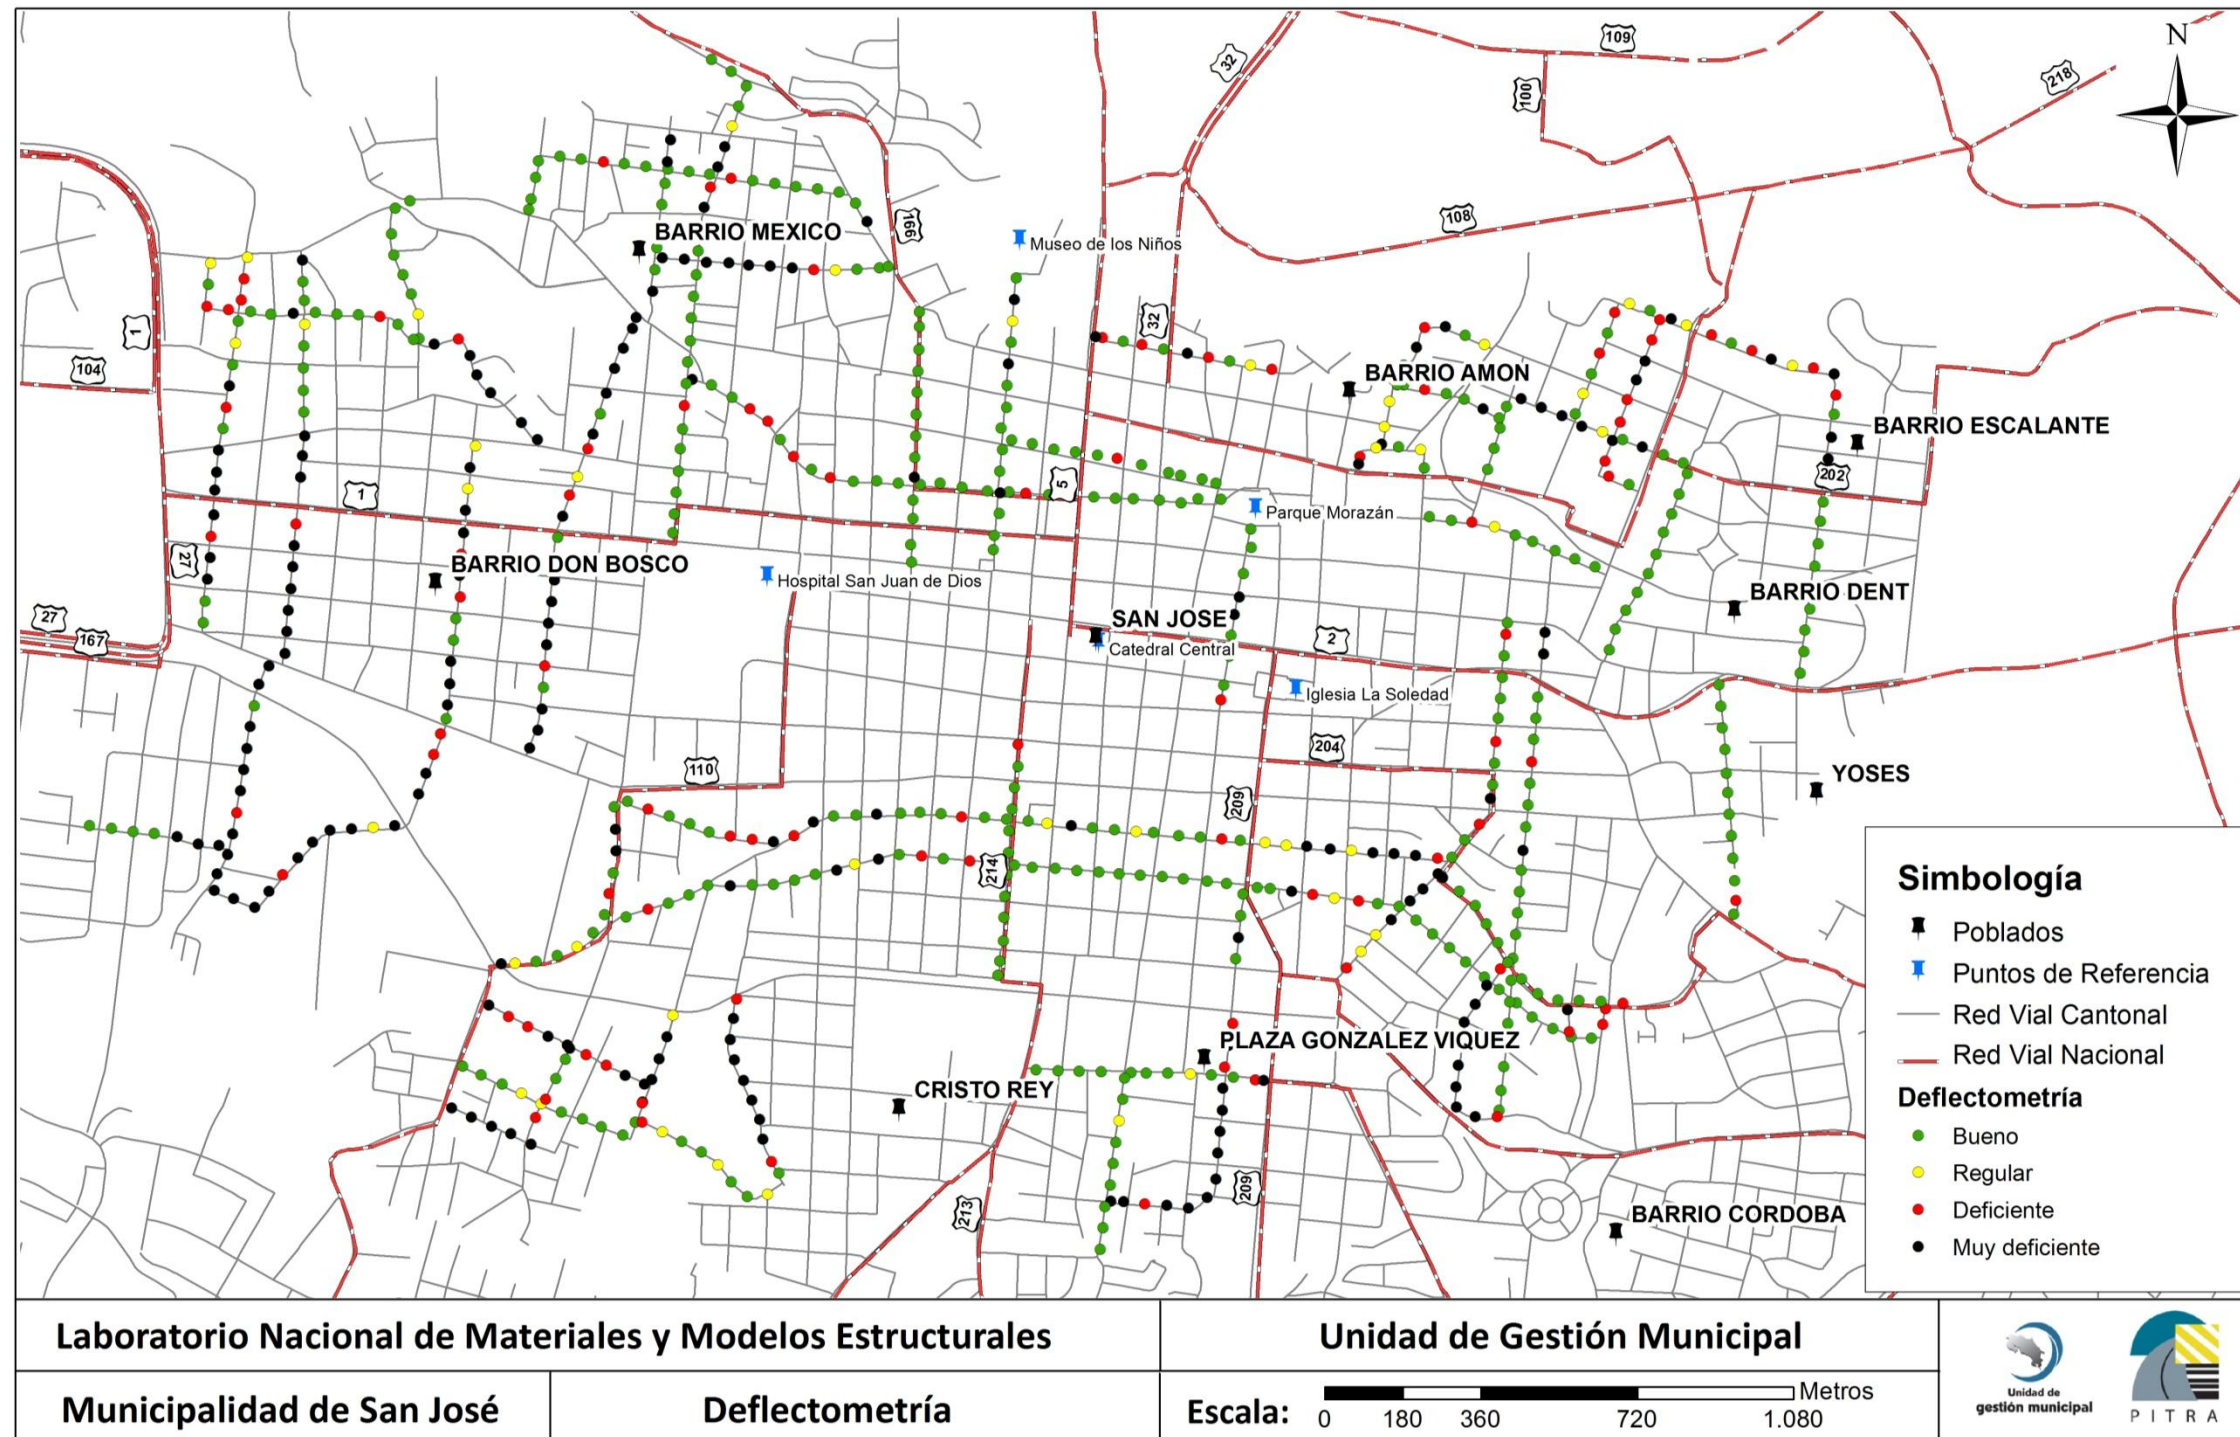 N
109
32
100
218
108
BARRIO MEXICO
166
Museo de los Niños
1
32
104
BARRIO AMON
BARRIO ESCALANTE
202
1
5
Parque Morazán
27
BARRIO DON BOSCO
Hospital San Juan de Dios
BARRIO DENT
27
167
SAN JOSE
2
Catedral Central
Iglesia La Soledad
204
110
YOSES
209
214
PLAZA GONZALEZ VIQUEZ
CRISTO REY
209
213
BARRIO CORDOBA
Simbología
Poblados
Puntos de Referencia
Red Vial Cantonal
Red Vial Nacional
Deflectometría
Bueno
Regular
Deficiente
Muy deficiente
Laboratorio Nacional de Materiales y Modelos Estructurales
Unidad de Gestión Municipal
Municipalidad de San José
Deflectometría
Escala:
Metros
0 180 360 720 1.080
Unidad de
gestión municipal
PITRA